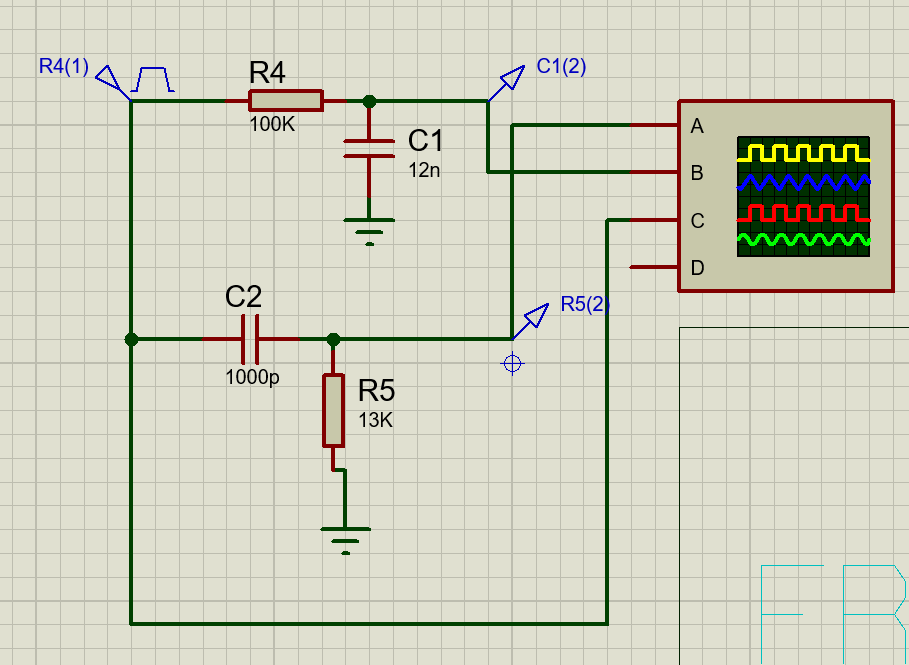 R4(1)
R4
100K
C1(2)
C1
12n
A
B
C
D
C2
1000p
R5(2)
R5
13K